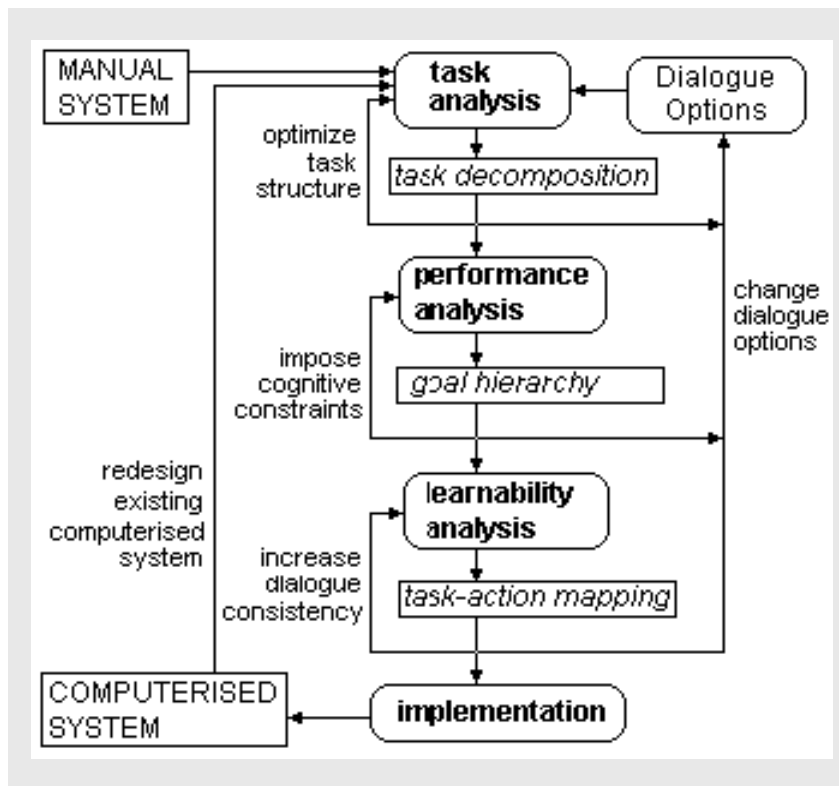 MANUAL
SYSTEM
task
analysis
Dialogue
Options
optimize
task
structure
task decomposition
performance
analysis
change
dialogue
options
impose
cognitive
constraints
goal hierarchy
redesign
existing
computerised
system
learnability
analysis
increase
dialogue
consistency
task-action mapping
COMPUTERISED
SYSTEM
implementation